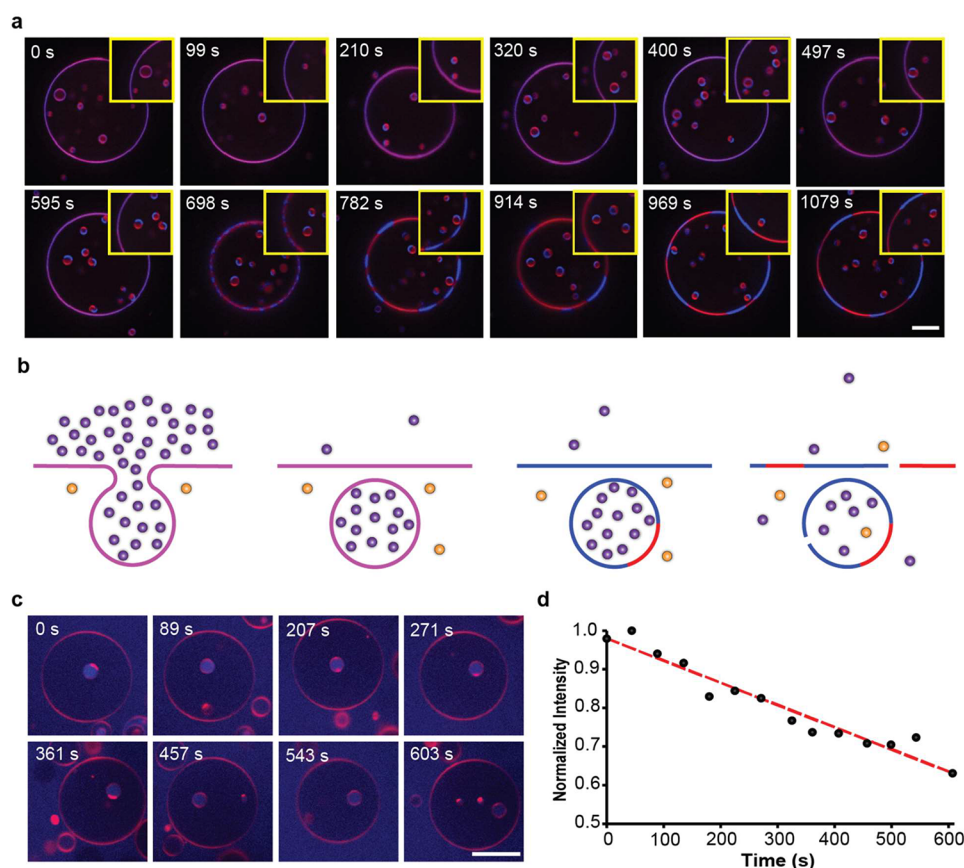 a
0 s
99 s
210 s
320 s
400 s
497 s
595 s
698 s
782 s
914 s
969 s
1079 s
b
c
0 s
89 s
207 s
271 s
361 s
457 s
543 s
603 s
d
Normalized Intensity
1.0
0.9
0.8
0.7
0.6
0.5
0 100 200 300 400 500 600
Time (s)